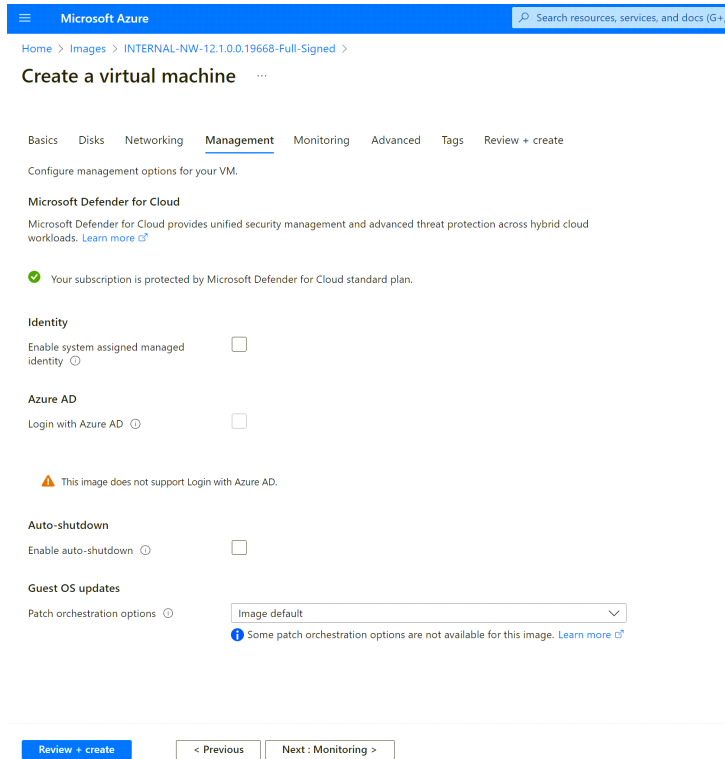 Microsoft Azure
Search resources, services, and docs (G+,
Home > Images > INTERNAL-NW-12.1.0.0.19668-Full-Signed >
Create a virtual machine ...
Basics Disks Networking Management Monitoring Advanced Tags Review + create
Configure management options for your VM.
Microsoft Defender for Cloud
Microsoft Defender for Cloud provides unified security management and advanced threat protection across hybrid cloud
workloads. Learn more
Your subscription is protected by Microsoft Defender for Cloud standard plan.
Identity
Enable system assigned managed
identity
Azure AD
Login with Azure AD
This image does not support Login with Azure AD.
Auto-shutdown
Enable auto-shutdown
Guest OS updates
Patch orchestration options
Image default
Some patch orchestration options are not available for this image. Learn more
Review + create
< Previous
Next : Monitoring >